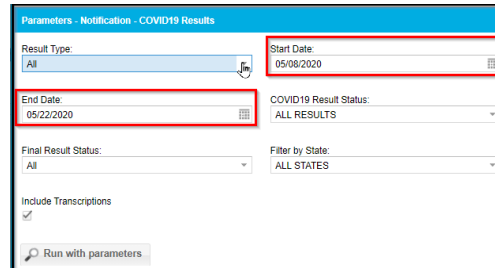 Parameters - Notification - COVID19 Results
Result Type:
All
Start Date:
05/08/2020
End Date:
05/22/2020
COVID19 Result Status:
ALL RESULTS
Final Result Status:
All
Filter by State:
ALL STATES
Include Transcriptions
Run with parameters